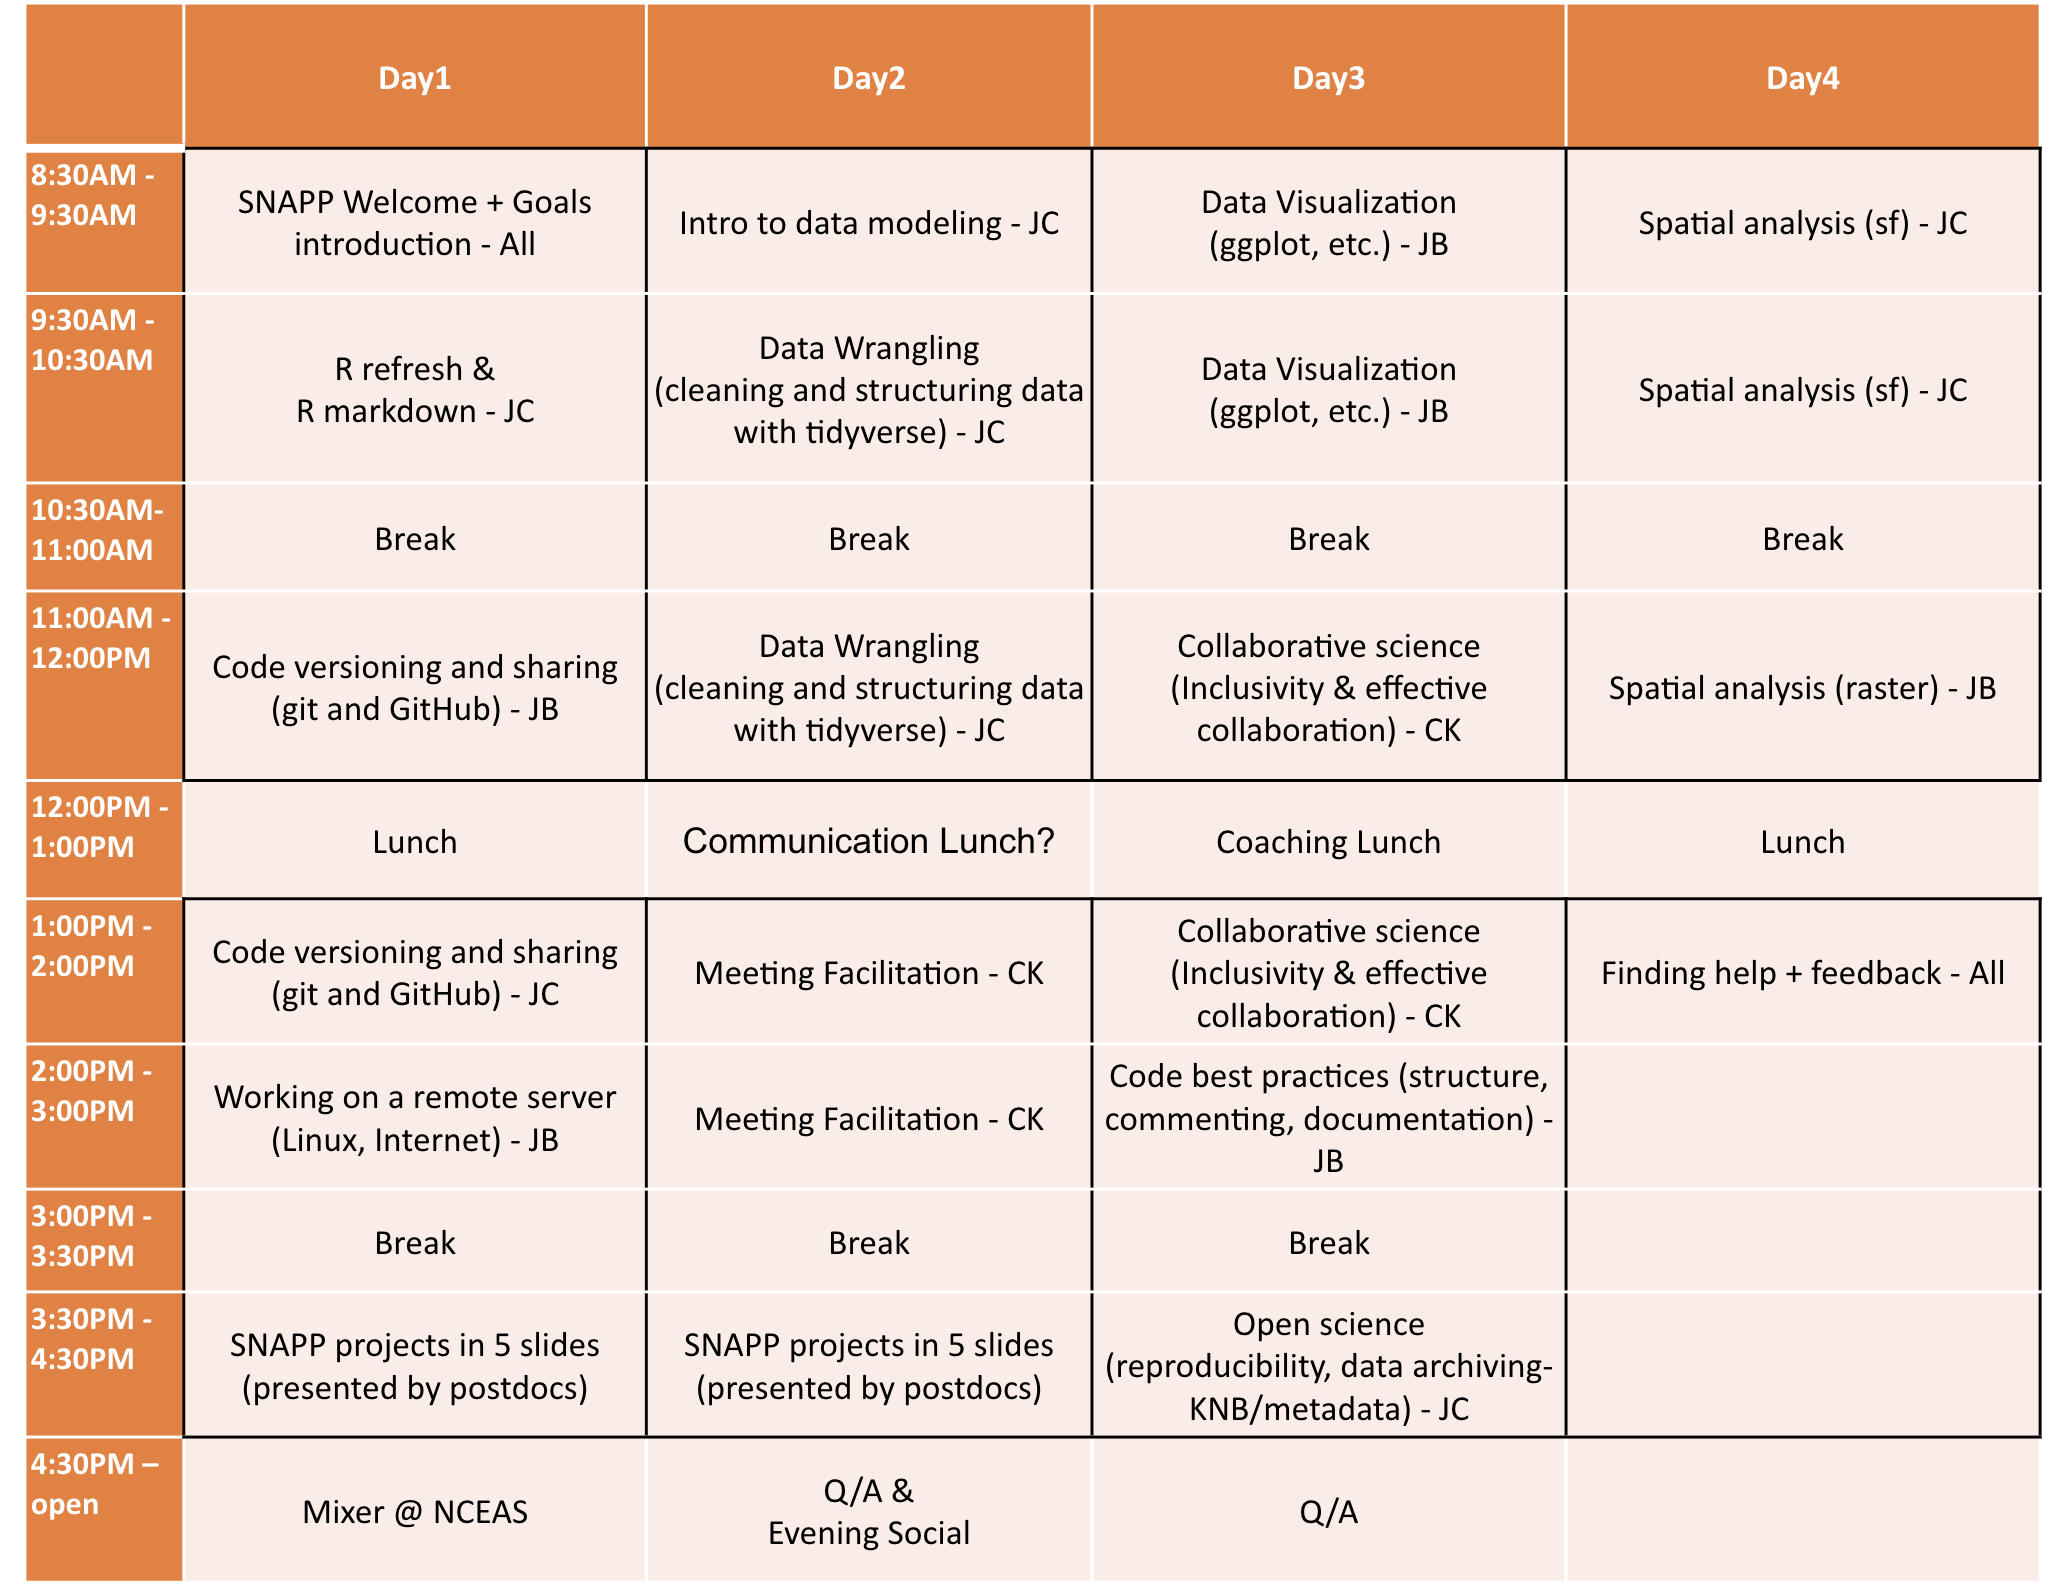 Day1
Day2
Day3
Day4
8:30AM -
9:30AM
SNAPP Welcome + Goals
introduction - All
Intro to data modeling - JC
Data Visualization
(ggplot, etc.) - JB
Spatial analysis (sf) - JC
9:30AM -
10:30AM
R refresh &
R markdown - JC
Data Wrangling
(cleaning and structuring data
with tidyverse) - JC
Data Visualization
(ggplot, etc.) - JB
Spatial analysis (sf) - JC
10:30AM-
11:00AM
Break
Break
Break
Break
11:00AM -
12:00PM
Code versioning and sharing
(git and GitHub) - JB
Data Wrangling
(cleaning and structuring data
with tidyverse) - JC
Collaborative science
(Inclusivity & effective
collaboration) - CK
Spatial analysis (raster) - JB
12:00PM -
1:00PM
Lunch
Communication Lunch?
Coaching Lunch
Lunch
1:00PM -
2:00PM
Code versioning and sharing
(git and GitHub) - JC
Meeting Facilitation - CK
Collaborative science
(Inclusivity & effective
collaboration) - CK
Finding help + feedback - All
2:00PM -
3:00PM
Working on a remote server
(Linux, Internet) - JB
Meeting Facilitation - CK
Code best practices (structure,
commenting, documentation) -
JB
3:00PM -
3:30PM
Break
Break
Break
3:30PM -
4:30PM
SNAPP projects in 5 slides
(presented by postdocs)
SNAPP projects in 5 slides
(presented by postdocs)
Open science
(reproducibility, data archiving-
KNB/metadata) - JC
4:30PM –
open
Mixer @ NCEAS
Q/A &
Evening Social
Q/A